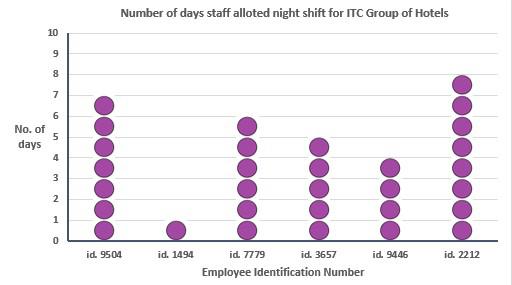 Number of days staff alloted night shift for ITC Group of Hotels
10
9
8
7
6
5
4
3
2
1
0
No. of
days
id. 9504 id. 1494 id. 7779 id. 3657 id. 9446 id. 2212
Employee Identification Number